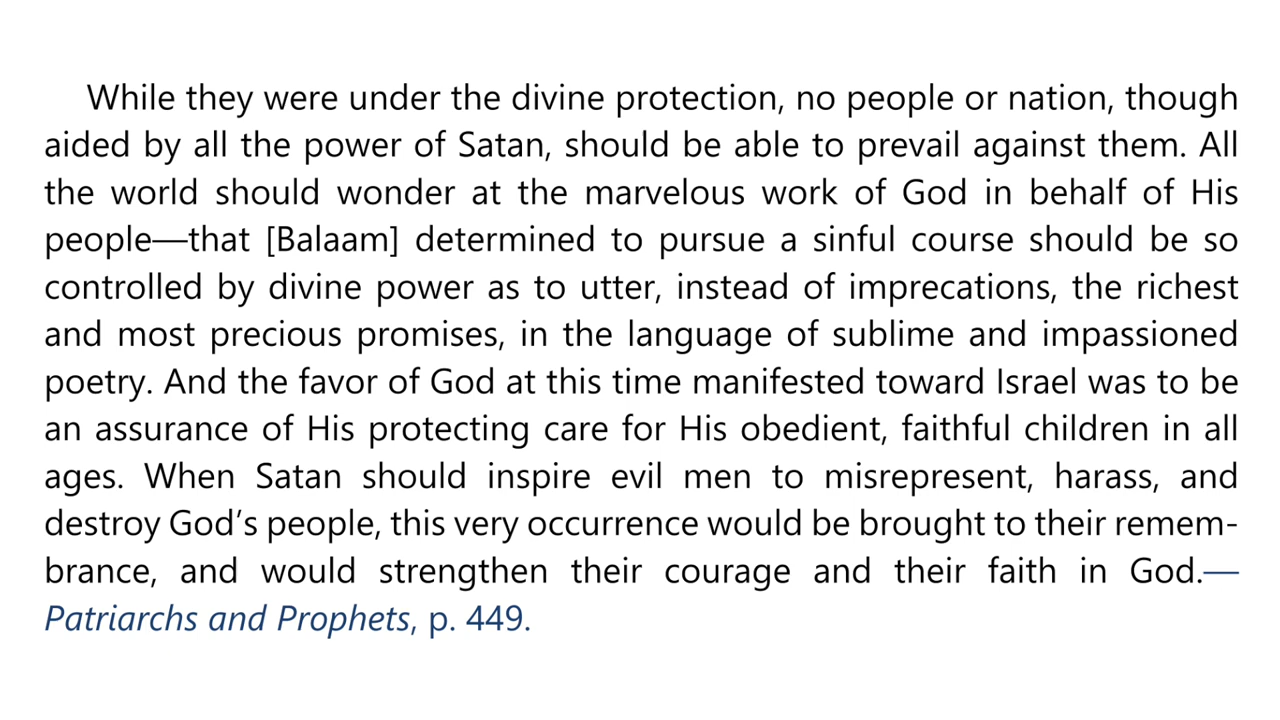 While they were under the divine protection, no people or nation, though
aided by all the power of Satan, should be able to prevail against them. All
the world should wonder at the marvelous work of God in behalf of His
people—that [Balaam] determined to pursue a sinful course should be so
controlled by divine power as to utter, instead of imprecations, the richest
and most precious promises, in the language of sublime and impassioned
poetry. And the favor of God at this time manifested toward Israel was to be
an assurance of His protecting care for His obedient, faithful children in all
ages. When Satan should inspire evil men to misrepresent, harass, and
destroy God’s people, this very occurrence would be brought to their remem-
brance, and would strengthen their courage and their faith in God.—
Patriarchs and Prophets, p. 449.